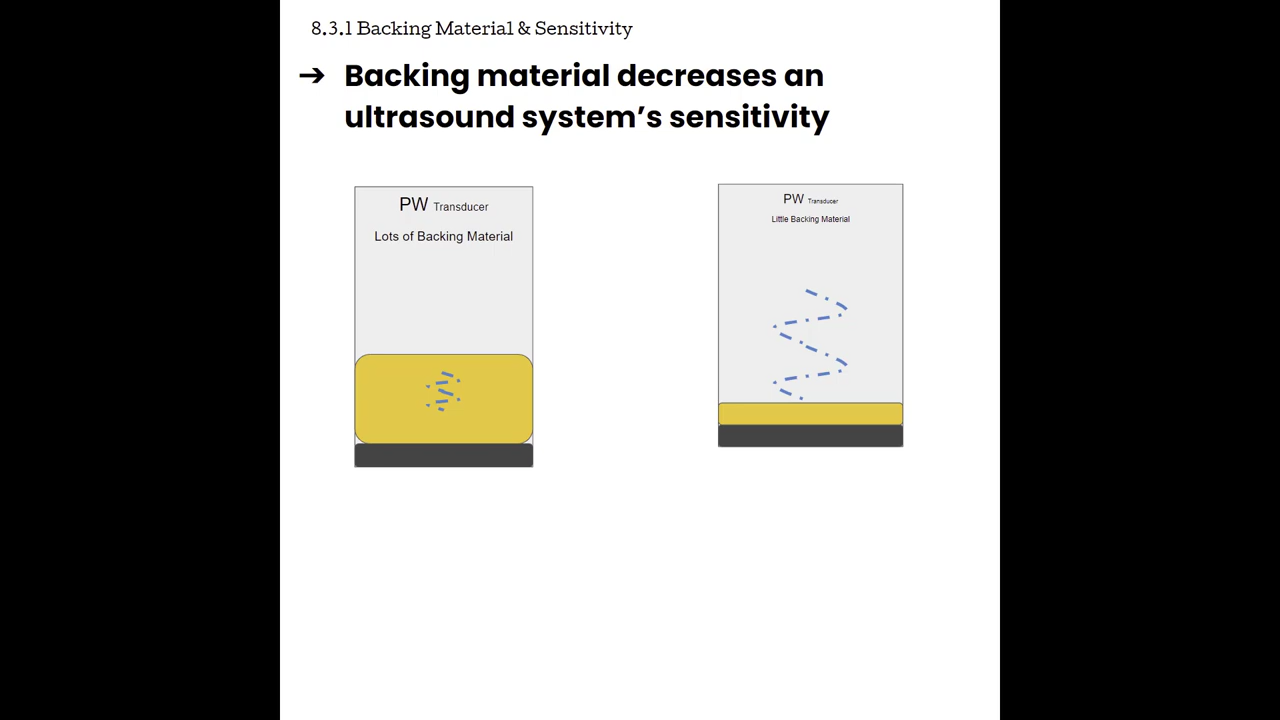 8.3.1 Backing Material & Sensitivity
➔ Backing material decreases an
ultrasound system’s sensitivity
PW Transducer
Lots of Backing Material
PW Transducer
Little Backing Material